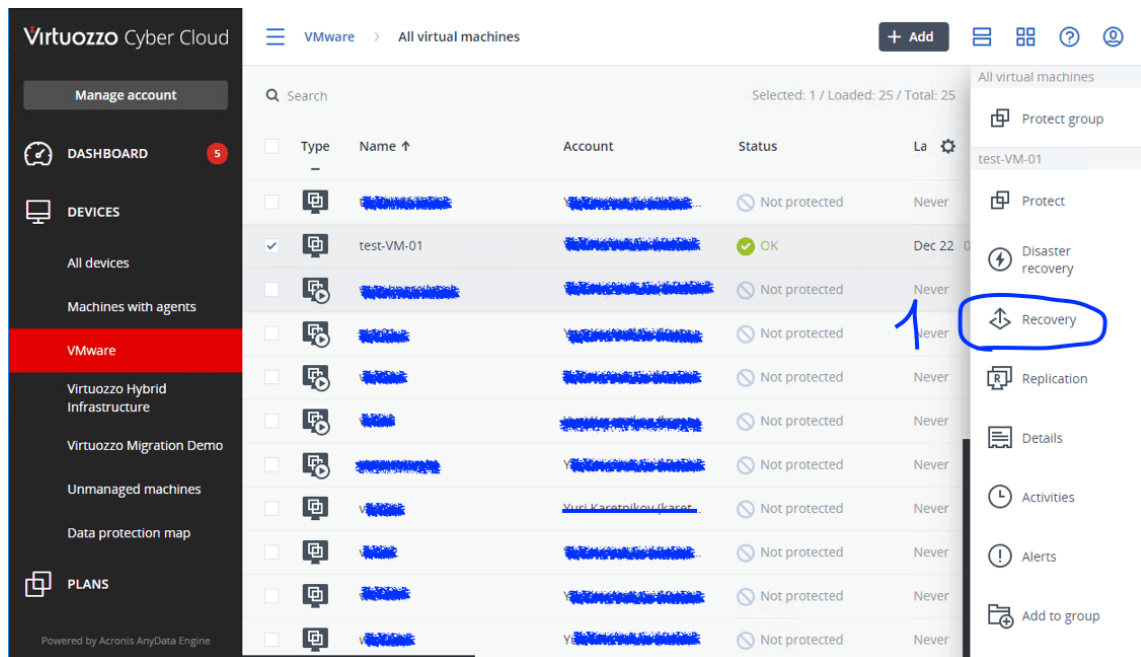 Virtuozzo Cyber Cloud
VMware > All virtual machines
+ Add
Manage account
DASHBOARD 5
DEVICES
All devices
Machines with agents
VMware
Virtuozzo Hybrid
Infrastructure
Virtuozzo Migration Demo
Unmanaged machines
Data protection map
PLANS
Powered by Acronis AnyData Engine
Search
Selected: 1 / Loaded: 25 / Total: 25
Type Name ↑ Account Status La
Not protected Never
test-VM-01 OK Dec 22
Not protected Never
Not protected Never
Not protected Never
Not protected Never
Not protected Never
Not protected Never
Not protected Never
Not protected Never
Not protected Never
1
All virtual machines
Protect group
test-VM-01
Protect
Disaster
recovery
Recovery
Replication
Details
Activities
Alerts
Add to group